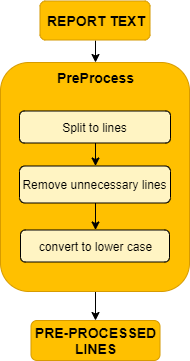 REPORT TEXT
PreProcess
Split to lines
Remove unnecessary lines
convert to lower case
PRE-PROCESSED
LINES